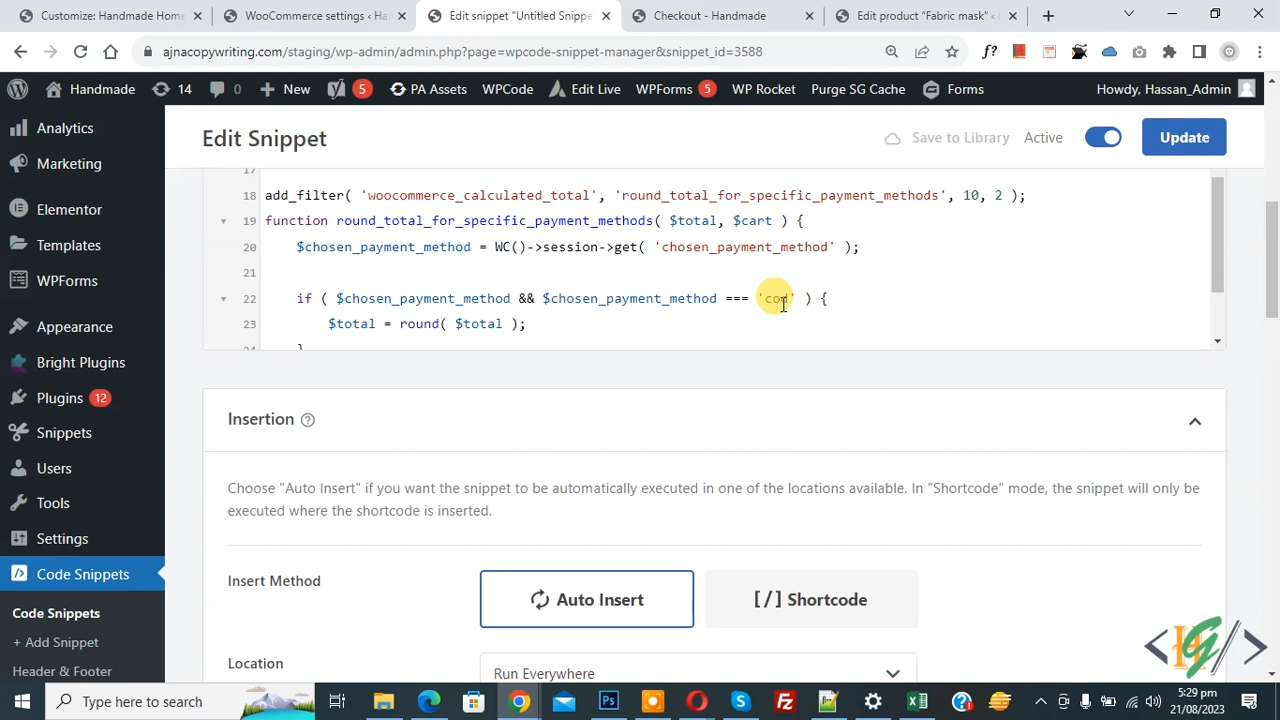 Customize: Handmade Home
WooCommerce settings ‹ Ha
Edit snippet "Untitled Snippe
Checkout - Handmade
Edit product “Fabric mask” ‹
ajnacopywriting.com/staging/wp-admin/admin.php?page=wpcode-snippet-manager&snippet_id=3588
f?
Handmade 14 5 New 5 PA Assets WPCode Edit Live WPForms 5 WP Rocket Purge SG Cache Forms Howdy, Hassan_Admin
Analytics
Marketing
Elementor
Templates
WPForms
Appearance
Bright Plugins
Plugins 12
Snippets
Users
Tools
Settings
Code Snippets
Code Snippets
+ Add Snippet
Header & Footer
Edit Snippet
Save to Library
Active
Update
17
18 add_filter( 'woocommerce_calculated_total', 'round_total_for_specific_payment_methods', 10, 2 );
19 function round_total_for_specific_payment_methods( $total, $cart ) {
20 $chosen_payment_method = WC()->session->get( 'chosen_payment_method' );
21
22 if ( $chosen_payment_method && $chosen_payment_method === 'cod' ) {
23 $total = round( $total );
24 }
Insertion
Choose "Auto Insert" if you want the snippet to be automatically executed in one of the locations available. In "Shortcode" mode, the snippet will only be
executed where the shortcode is inserted.
Insert Method
Auto Insert
[/] Shortcode
Location
Run Everywhere
Type here to search
5:29 pm
21/08/2023